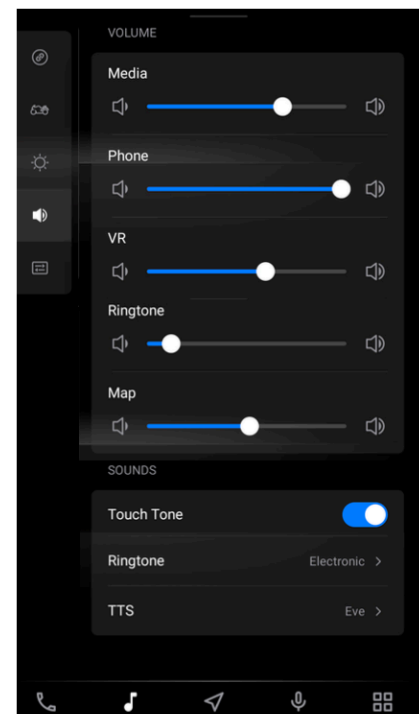 VOLUME
Media
Phone
VR
Ringtone
Map
SOUNDS
Touch Tone
Ringtone Electronic >
TTS Eve >